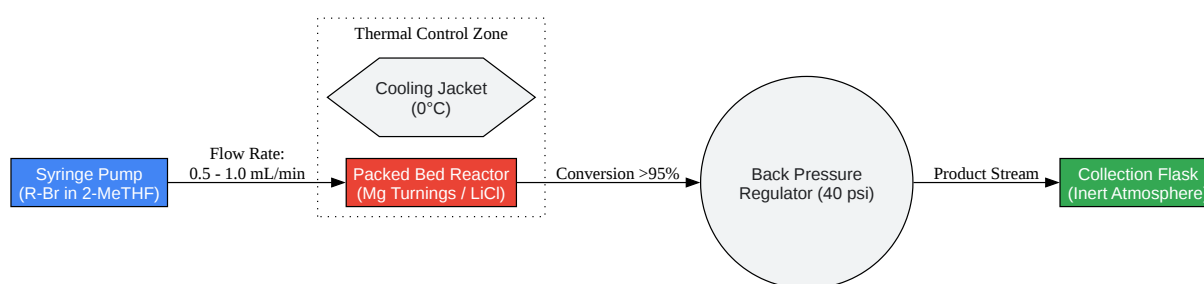 Thermal Control Zone
Cooling Jacket
(0°C)
Syringe Pump
(R-Br in 2-MeTHF)
Flow Rate:
0.5 - 1.0 mL/min
Packed Bed Reactor
(Mg Turnings / LiCl)
Conversion >95%
Back Pressure
Regulator (40 psi)
Product Stream
Collection Flask
(Inert Atmosphere)